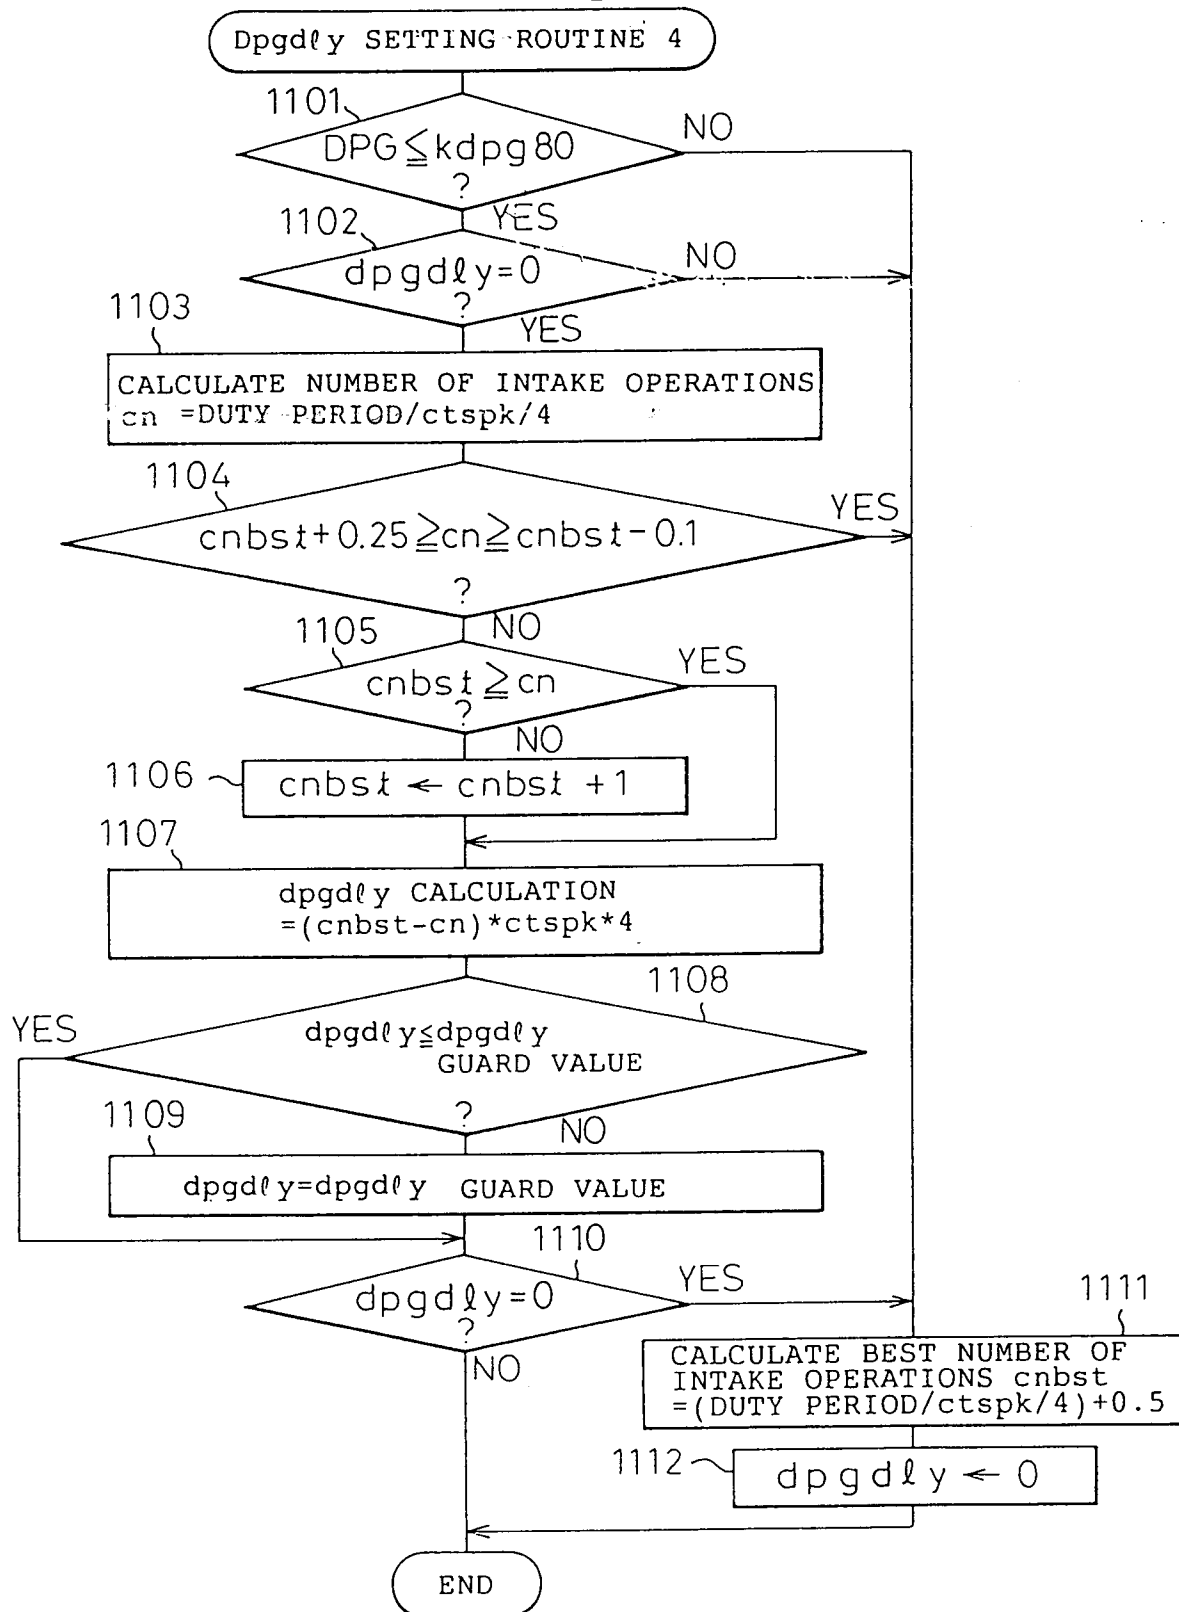 Dpgdℓy SETTING ROUTINE 4
1101
DPG≦kdpg80
?
NO
YES
1102
dpgdℓy=0
?
NO
YES
1103
CALCULATE NUMBER OF INTAKE OPERATIONS
cn =DUTY PERIOD/ctspk/4
1104
cnbst+0.25≧cn≧cnbst-0.1
?
YES
NO
1105
cnbst≧cn
?
YES
NO
1106
cnbst ← cnbst +1
1107
dpgdℓy CALCULATION
=(cnbst-cn)*ctspk*4
1108
YES
dpgdℓy≦dpgdℓy
GUARD VALUE
?
NO
1109
dpgdℓy=dpgdℓy GUARD VALUE
1110
dpgdℓy=0
?
YES
NO
1111
CALCULATE BEST NUMBER OF
INTAKE OPERATIONS cnbst
=(DUTY PERIOD/ctspk/4)+0.5
1112
dpgdℓy ← 0
END